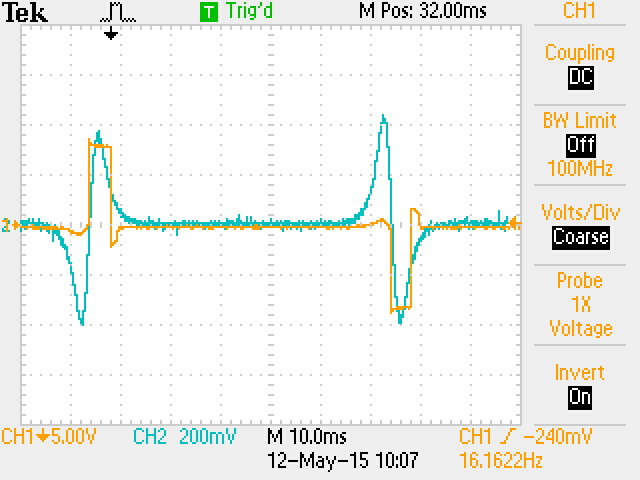 Tek T Trig'd M Pos: 32.00ms CH1
Coupling
DC
BW Limit
Off
100MHz
Volts/Div
Coarse
Probe
1X
Voltage
Invert
On
CH1 5.00V CH2 200mV M 10.0ms CH1 -240mV
12-May-15 10:07 16.1622Hz